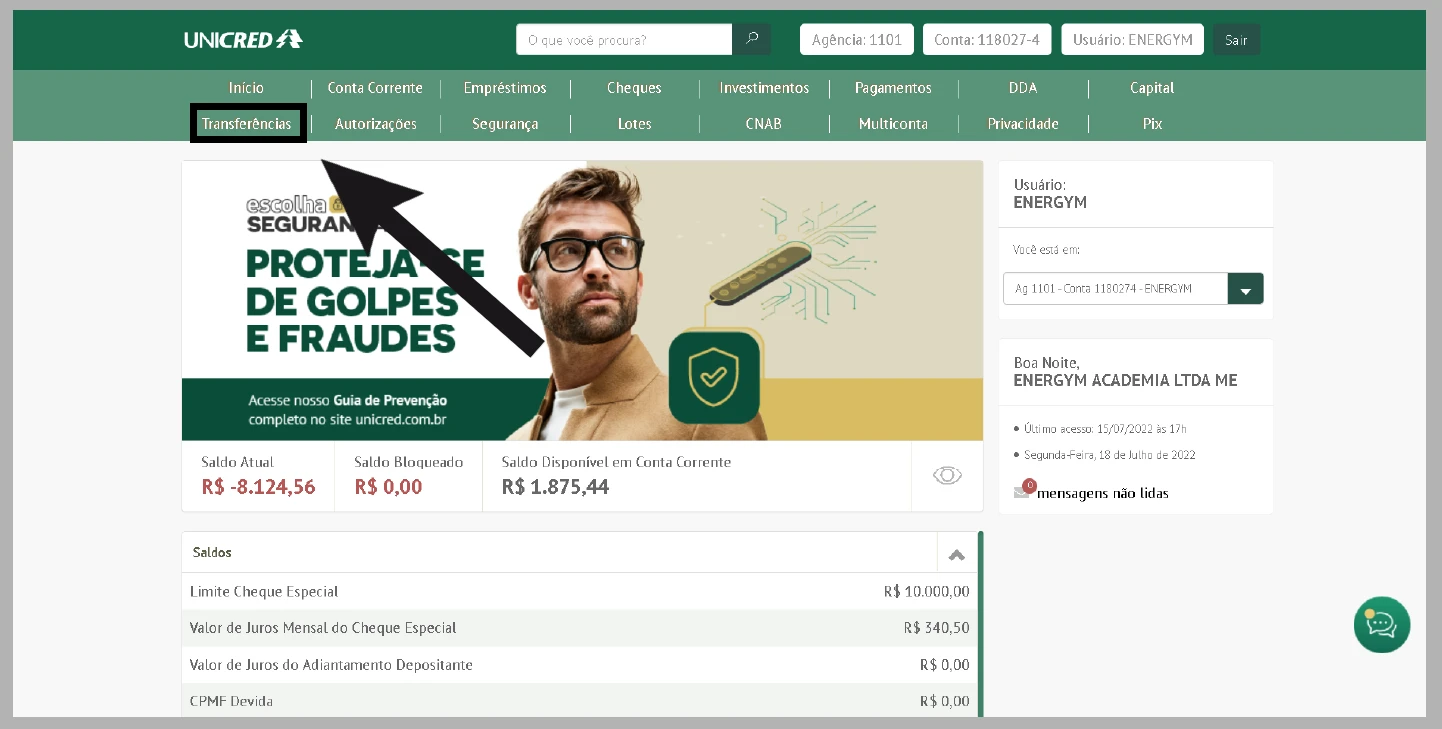 UNICRED
O que você procura?
Agência: 1101
Conta: 118027-4
Usuário: ENERGYM
Sair
Início
Conta Corrente
Empréstimos
Cheques
Investimentos
Pagamentos
DDA
Capital
Transferências
Autorizações
Segurança
Lotes
CNAB
Multiconta
Privacidade
Pix
escolha
SEGURAN
PROTEJA-SE
DE GOLPES
E FRAUDES
Acesse nosso Guia de Prevenção
completo no site unicred.com.br
Usuário:
ENERGYM
Você está em:
Ag 1101 - Conta 1180274 - ENERGYM
Boa Noite,
ENERGYM ACADEMIA LTDA ME
Último acesso: 15/07/2022 às 17h
Segunda-Feira, 18 de Julho de 2022
0
mensagens não lidas
Saldo Atual
R$ -8.124,56
Saldo Bloqueado
R$ 0,00
Saldo Disponível em Conta Corrente
R$ 1.875,44
Saldos
Limite Cheque Especial R$ 10.000,00
Valor de Juros Mensal do Cheque Especial R$ 340,50
Valor de Juros do Adiantamento Depositante R$ 0,00
CPMF Devida R$ 0,00